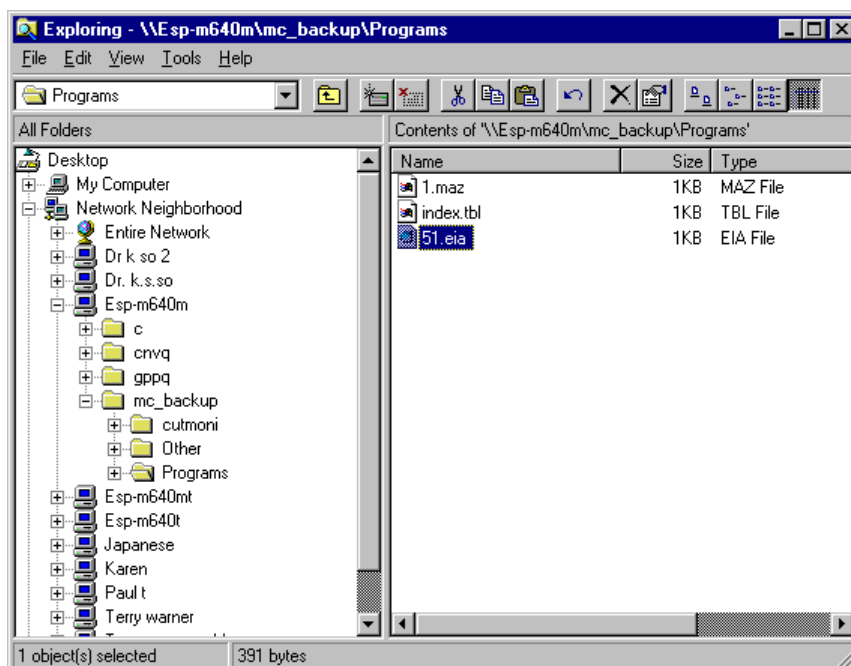 Exploring - \\Esp-m640m\mc_backup\Programs
File Edit View Tools Help
Programs
All Folders
Contents of "\\Esp-m640m\mc_backup\Programs'
Desktop
My Computer
Network Neighborhood
Entire Network
Dr k so 2
Dr. k.s.so
Esp-m640m
c
cnvq
gppq
mc_backup
cutmoni
Other
Programs
Esp-m640mt
Esp-m640t
Japanese
Karen
Paul t
Terry warner
Name Size Type
1.maz 1KB MAZ File
index.tbl 1KB TBL File
51.eia 1KB EIA File
1 object(s) selected 391 bytes